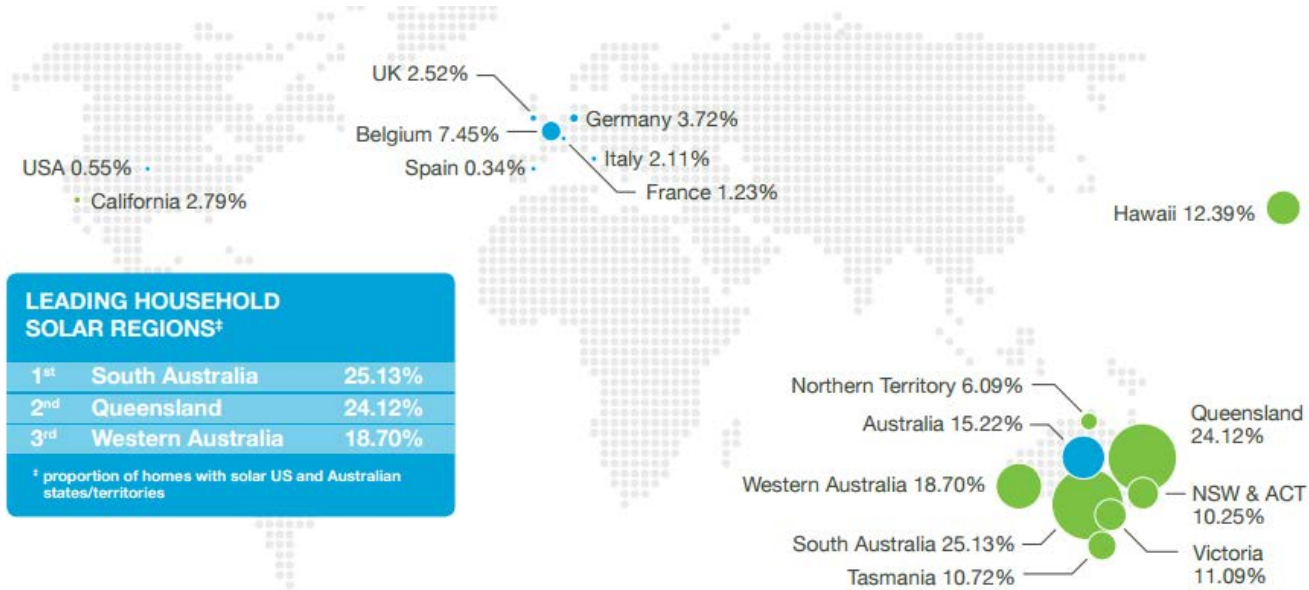 UK 2.52%
Germany 3.72%
Belgium 7.45%
Italy 2.11%
USA 0.55%
Spain 0.34%
France 1.23%
California 2.79%
Hawaii 12.39%
LEADING HOUSEHOLD
SOLAR REGIONS‡
1st South Australia 25.13%
2nd Queensland 24.12%
3rd Western Australia 18.70%
‡ proportion of homes with solar US and Australian
states/territories
Northern Territory 6.09%
Australia 15.22%
Queensland
24.12%
Western Australia 18.70%
NSW & ACT
10.25%
South Australia 25.13%
Victoria
11.09%
Tasmania 10.72%